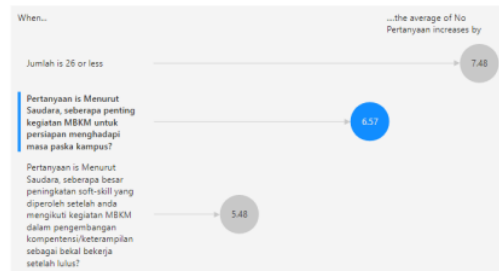 When...
....the average of No
Pertanyaan increases by
Jumlah is 26 or less
7.48
Pertanyaan is Menurut
Saudara, seberapa penting
kegiatan MBKM untuk
persiapan menghadapi
masa paska kampus?
6.57
Pertanyaan is Menurut
Saudara, seberapa besar
peningkatan soft-skill yang
diperoleh setelah anda
mengikuti kegiatan MBKM
dalam pengembangan
kompentensi/keterampilan
sebagai bekal bekerja
setelah lulus?
5.48